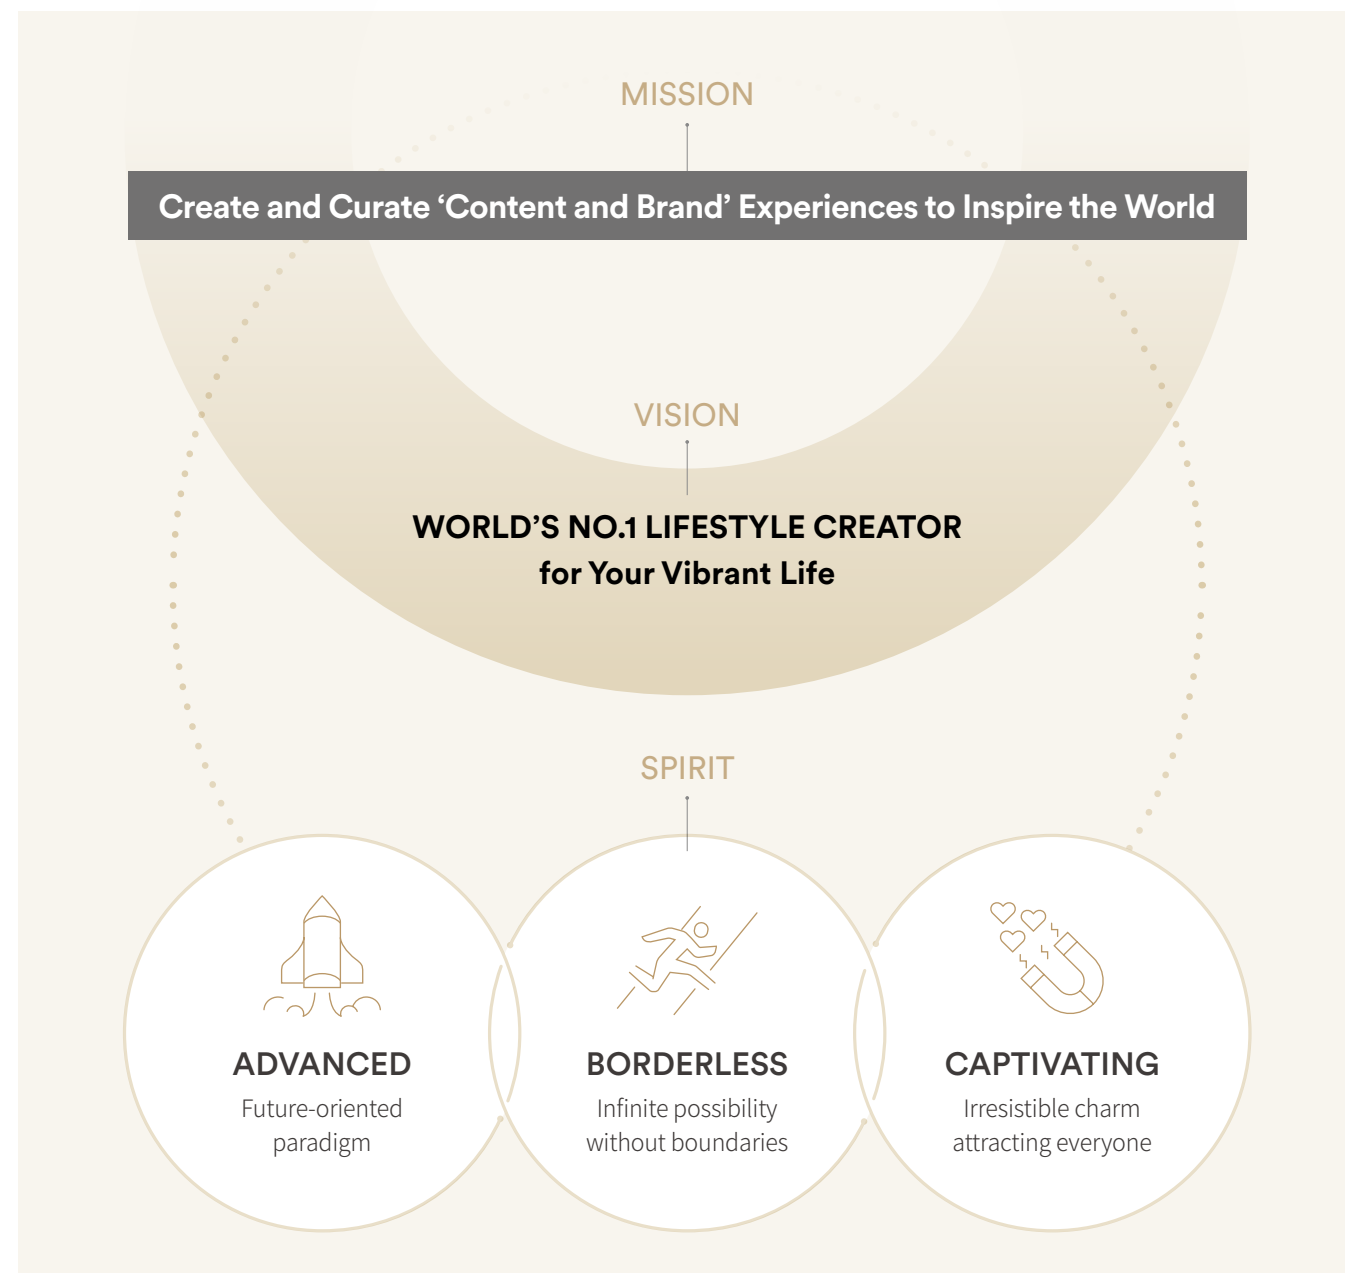 MISSION
Create and Curate ‘Content and Brand’ Experiences to Inspire the World
VISION
WORLD’S NO.1 LIFESTYLE CREATOR
for Your Vibrant Life
SPIRIT
ADVANCED
Future-oriented
paradigm
BORDERLESS
Infinite possibility
without boundaries
CAPTIVATING
Irresistible charm
attracting everyone